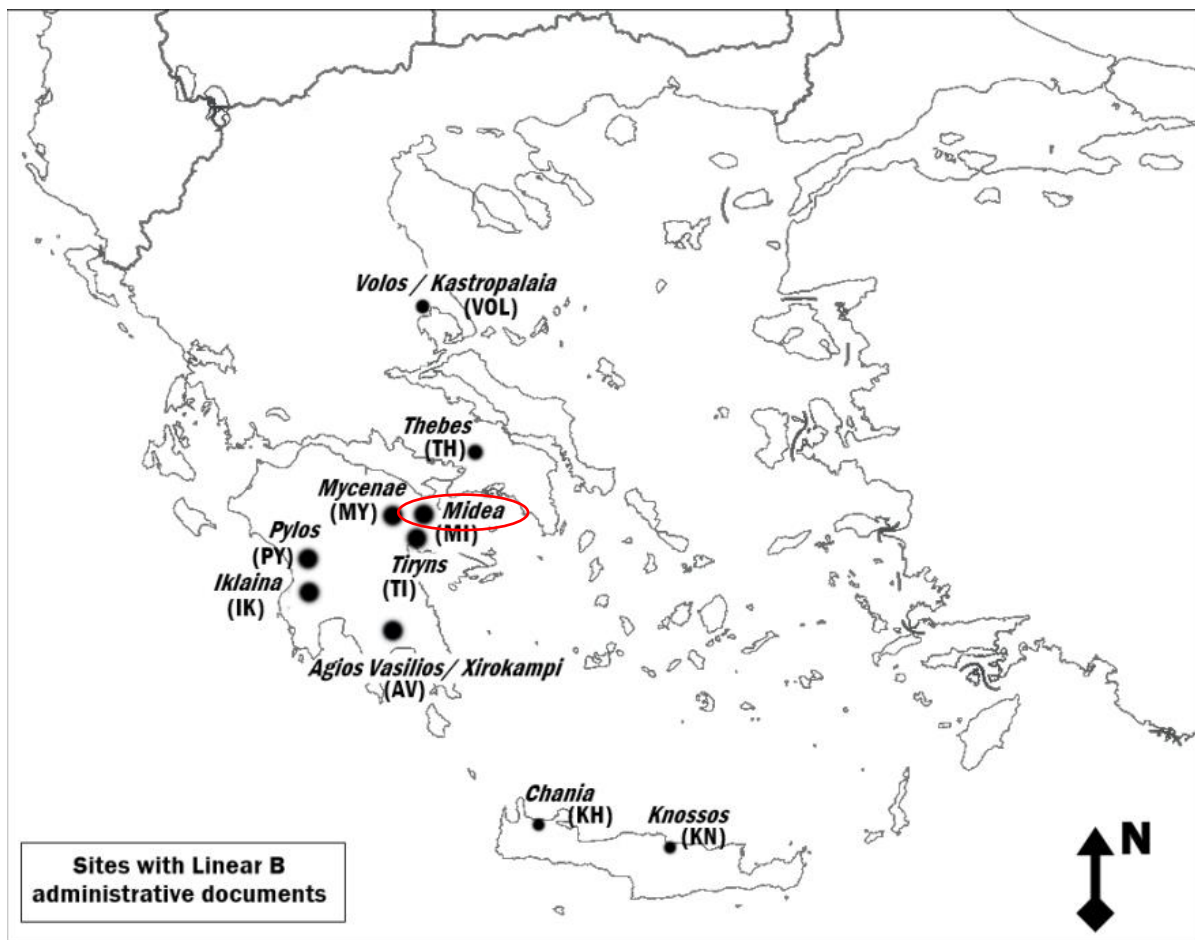 Volos / Kastropalaia
(VOL)
Thebes
(TH)
Mycenae
(MY)
Midea
(MI)
Pylos
(PY)
Tiryns
(TI)
Iklaina
(IK)
Agios Vasilios/ Xirokampi
(AV)
Chania
(KH)
Knossos
(KN)
N
Sites with Linear B
administrative documents